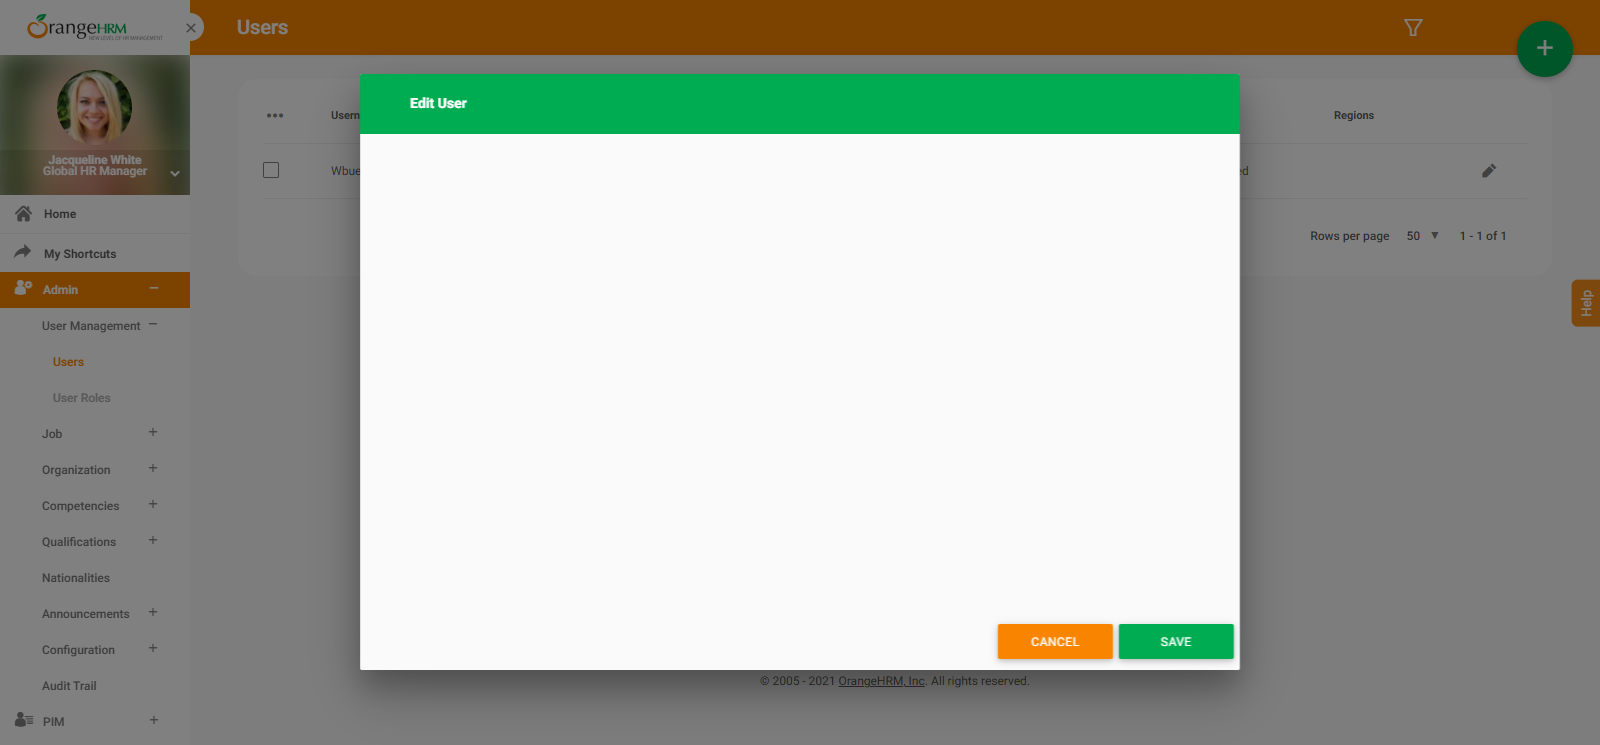 OrangeHRM
NEW LEVEL OF HR MANAGEMENT
Users
Jacqueline White
Global HR Manager
Home
My Shortcuts
Admin
User Management
Users
User Roles
Job
Organization
Competencies
Qualifications
Nationalities
Announcements
Configuration
Audit Trail
PIM
Edit User
Usern
Regions
Wbue
ed
Rows per page 50 1 - 1 of 1
CANCEL SAVE
Help
© 2005 - 2021 OrangeHRM, Inc. All rights reserved.